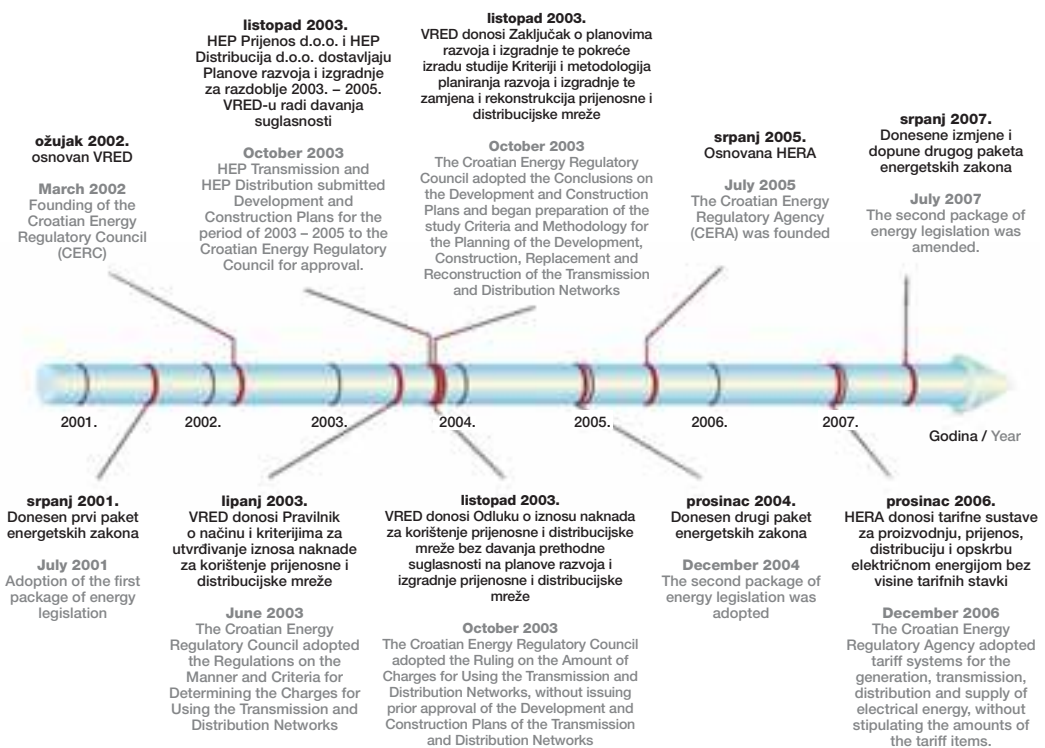 listopad 2003.
HEP Prijenos d.o.o. i HEP
Distribucija d.o.o. dostavljaju
Planove razvoja i izgradnje
za razdoblje 2003. – 2005.
VRED-u radi davanja
suglasnosti
October 2003
HEP Transmission and
HEP Distribution submitted
Development and
Construction Plans for the
period of 2003 – 2005 to the
Croatian Energy Regulatory
Council for approval.
listopad 2003.
VRED donosi Zaključak o planovima
razvoja i izgradnje te pokreće
izradu studije Kriteriji i metodologija
planiranja razvoja i izgradnje te
zamjena i rekonstrukcija prijenosne i
distribucijske mreže
October 2003
The Croatian Energy Regulatory
Council adopted the Conclusions on
the Development and Construction
Plans and began preparation of the
study Criteria and Methodology for
the Planning of the Development,
Construction, Replacement and
Reconstruction of the Transmission
and Distribution Networks
ožujak 2002.
osnovan VRED
March 2002
Founding of the
Croatian Energy
Regulatory Council
(CERC)
srpanj 2005.
Osnovana HERA
July 2005
The Croatian Energy
Regulatory Agency
(CERA) was founded
srpanj 2007.
Donesene izmjene i
dopune drugog paketa
energetskih zakona
July 2007
The second package of
energy legislation was
amended.
2001.
2002.
2003.
2004.
2005.
2006.
2007.
Godina / Year
srpanj 2001.
Donesen prvi paket
energetskih zakona
July 2001
Adoption of the first
package of energy
legislation
lipanj 2003.
VRED donosi Pravilnik
o načinu i kriterijima za
utvrđivanje iznosa naknade
za korištenje prijenosne i
distribucijske mreže
June 2003
The Croatian Energy
Regulatory Council adopted
the Regulations on the
Manner and Criteria for
Determining the Charges for
Using the Transmission and
Distribution Networks
listopad 2003.
VRED donosi Odluku o iznosu naknada
za korištenje prijenosne i distribucijske
mreže bez davanja prethodne
suglasnosti na planove razvoja i
izgradnje prijenosne i distribucijske
mreže
October 2003
The Croatian Energy Regulatory Council
adopted the Ruling on the Amount of
Charges for Using the Transmission and
Distribution Networks, without issuing
prior approval of the Development and
Construction Plans of the Transmission
and Distribution Networks
prosinac 2004.
Donesen drugi paket
energetskih zakona
December 2004
The second package of
energy legislation was
adopted
prosinac 2006.
HERA donosi tarifne sustave
za proizvodnju, prijenos,
distribuciju i opskrbu
električnom energijom bez
visine tarifnih stavki
December 2006
The Croatian Energy
Regulatory Agency adopted
tariff systems for the
generation, transmission,
distribution and supply of
electrical energy, without
stipulating the amounts of
the tariff items.